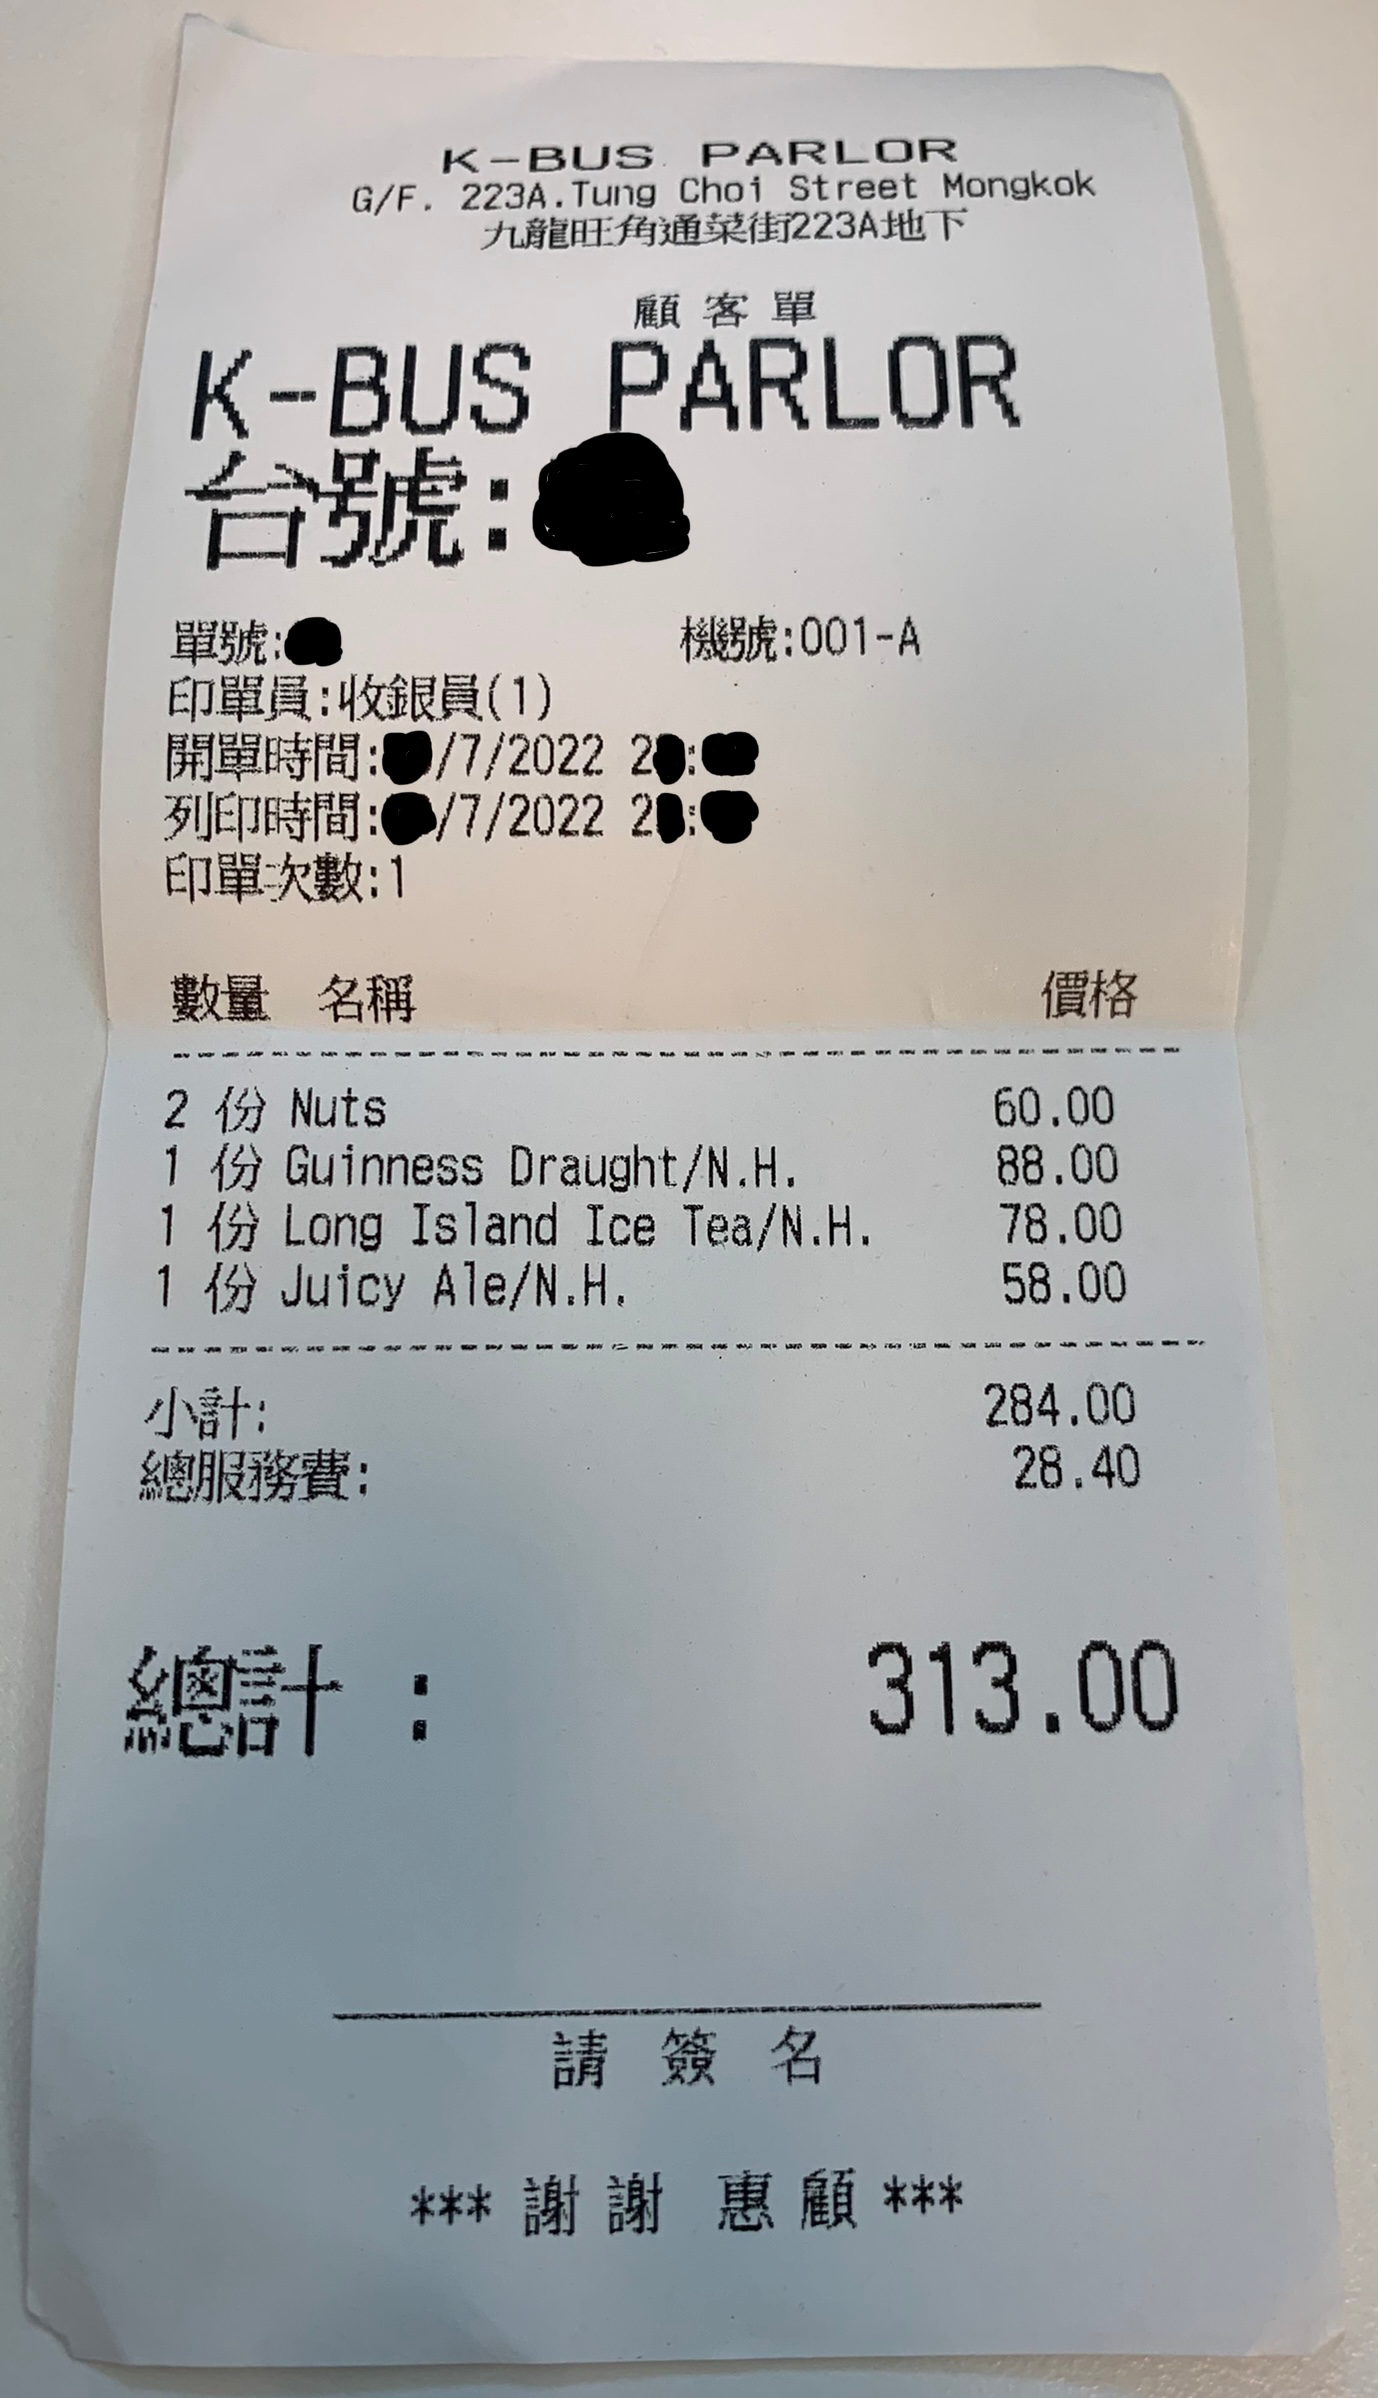 K-BUS PARLOR
G/F. 223A.Tung Choi Street Mongkok
九龍旺角通菜街223A地下
顧客單
K-BUS PARLOR
台號:
單號: 機號:001-A
印單員:收銀員(1)
開單時間: /7/2022 2 :
列印時間: /7/2022 2 :
印單次數:1
數量 名稱 價格
2 份 Nuts 60.00
1 份 Guinness Draught/N.H. 88.00
1 份 Long Island Ice Tea/N.H. 78.00
1 份 Juicy Ale/N.H. 58.00
小計: 284.00
總服務費: 28.40
總計 : 313.00
請 簽 名
*** 謝 謝 惠 顧 ***